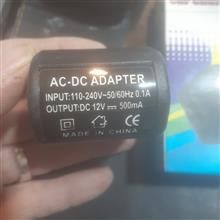 AC-DC ADAPTER
INPUT:110-240V~50/60Hz 0.1A
OUTPUT:DC 12V⎓500mA
MADE IN CHINA